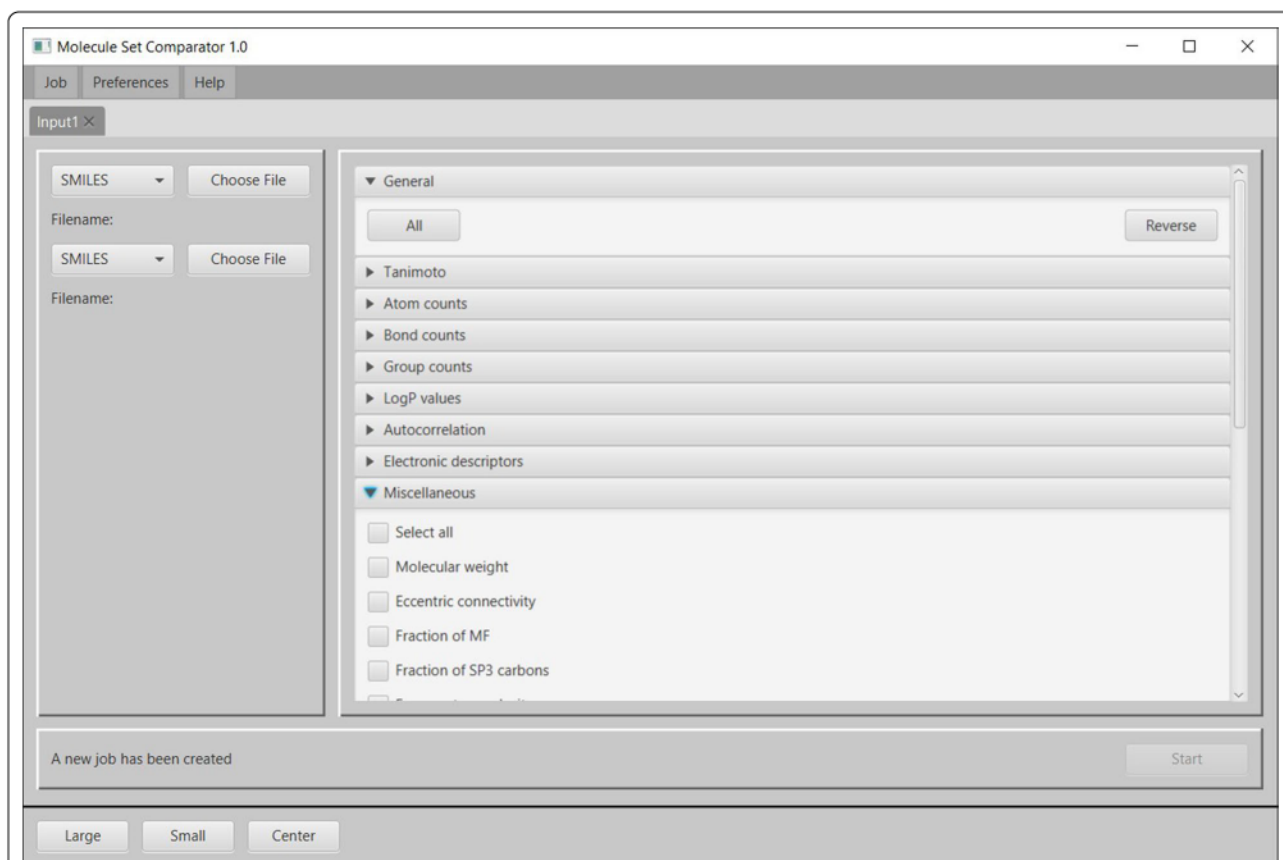 Molecule Set Comparator 1.0
Job Preferences Help
Input1
SMILES Choose File
Filename:
SMILES Choose File
Filename:
General
All Reverse
Tanimoto
Atom counts
Bond counts
Group counts
LogP values
Autocorrelation
Electronic descriptors
Miscellaneous
Select all
Molecular weight
Eccentric connectivity
Fraction of MF
Fraction of SP3 carbons
A new job has been created Start
Large Small Center